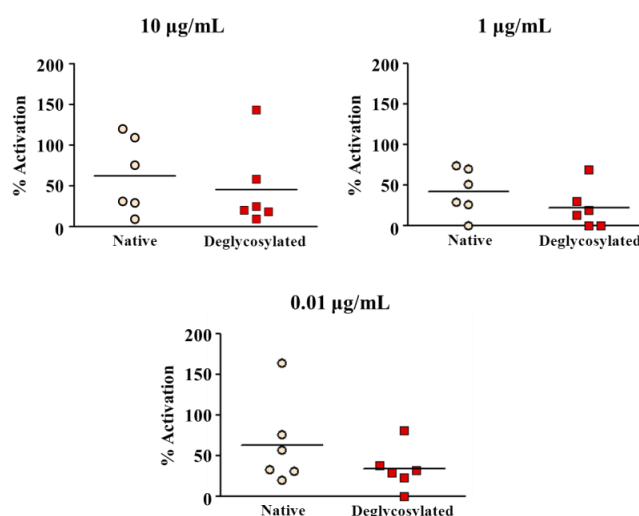 10 µg/mL
% Activation
200
150
100
50
0
Native Deglycosylated
1 µg/mL
% Activation
200
150
100
50
0
Native Deglycosylated
0.01 µg/mL
% Activation
200
150
100
50
0
Native Deglycosylated